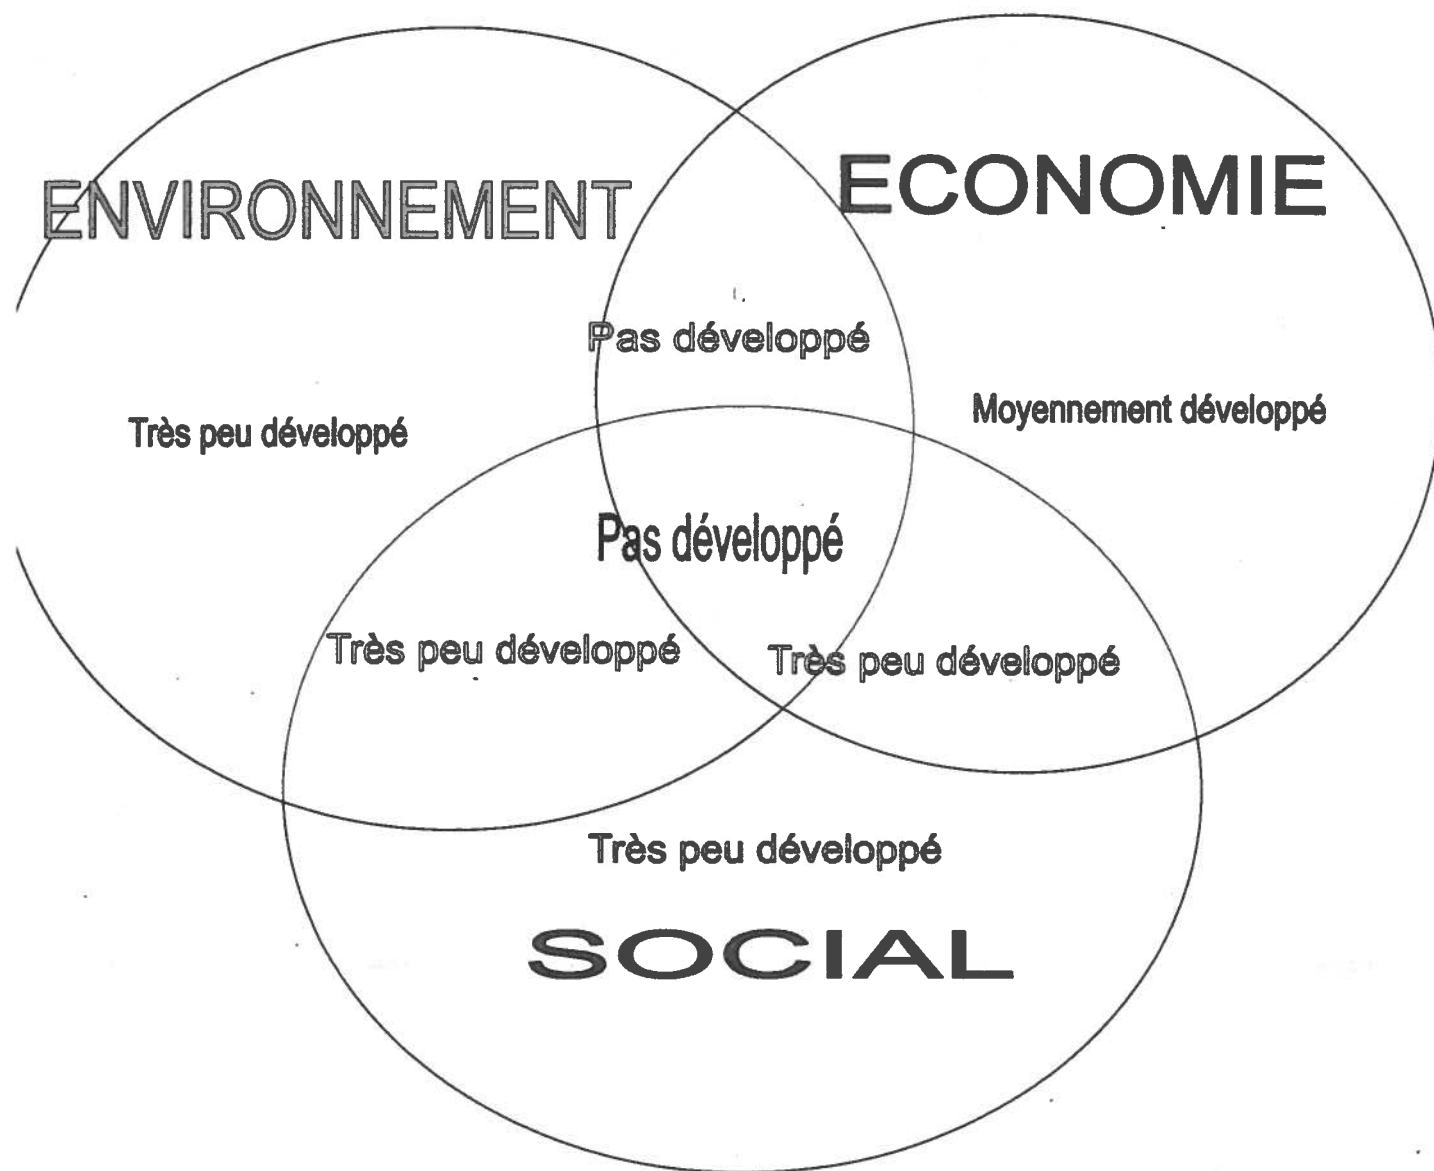 ENVIRONNEMENT
ECONOMIE
Pas développé
Très peu développé
Moyennement développé
Pas développé
Très peu développé
Très peu développé
Très peu développé
SOCIAL